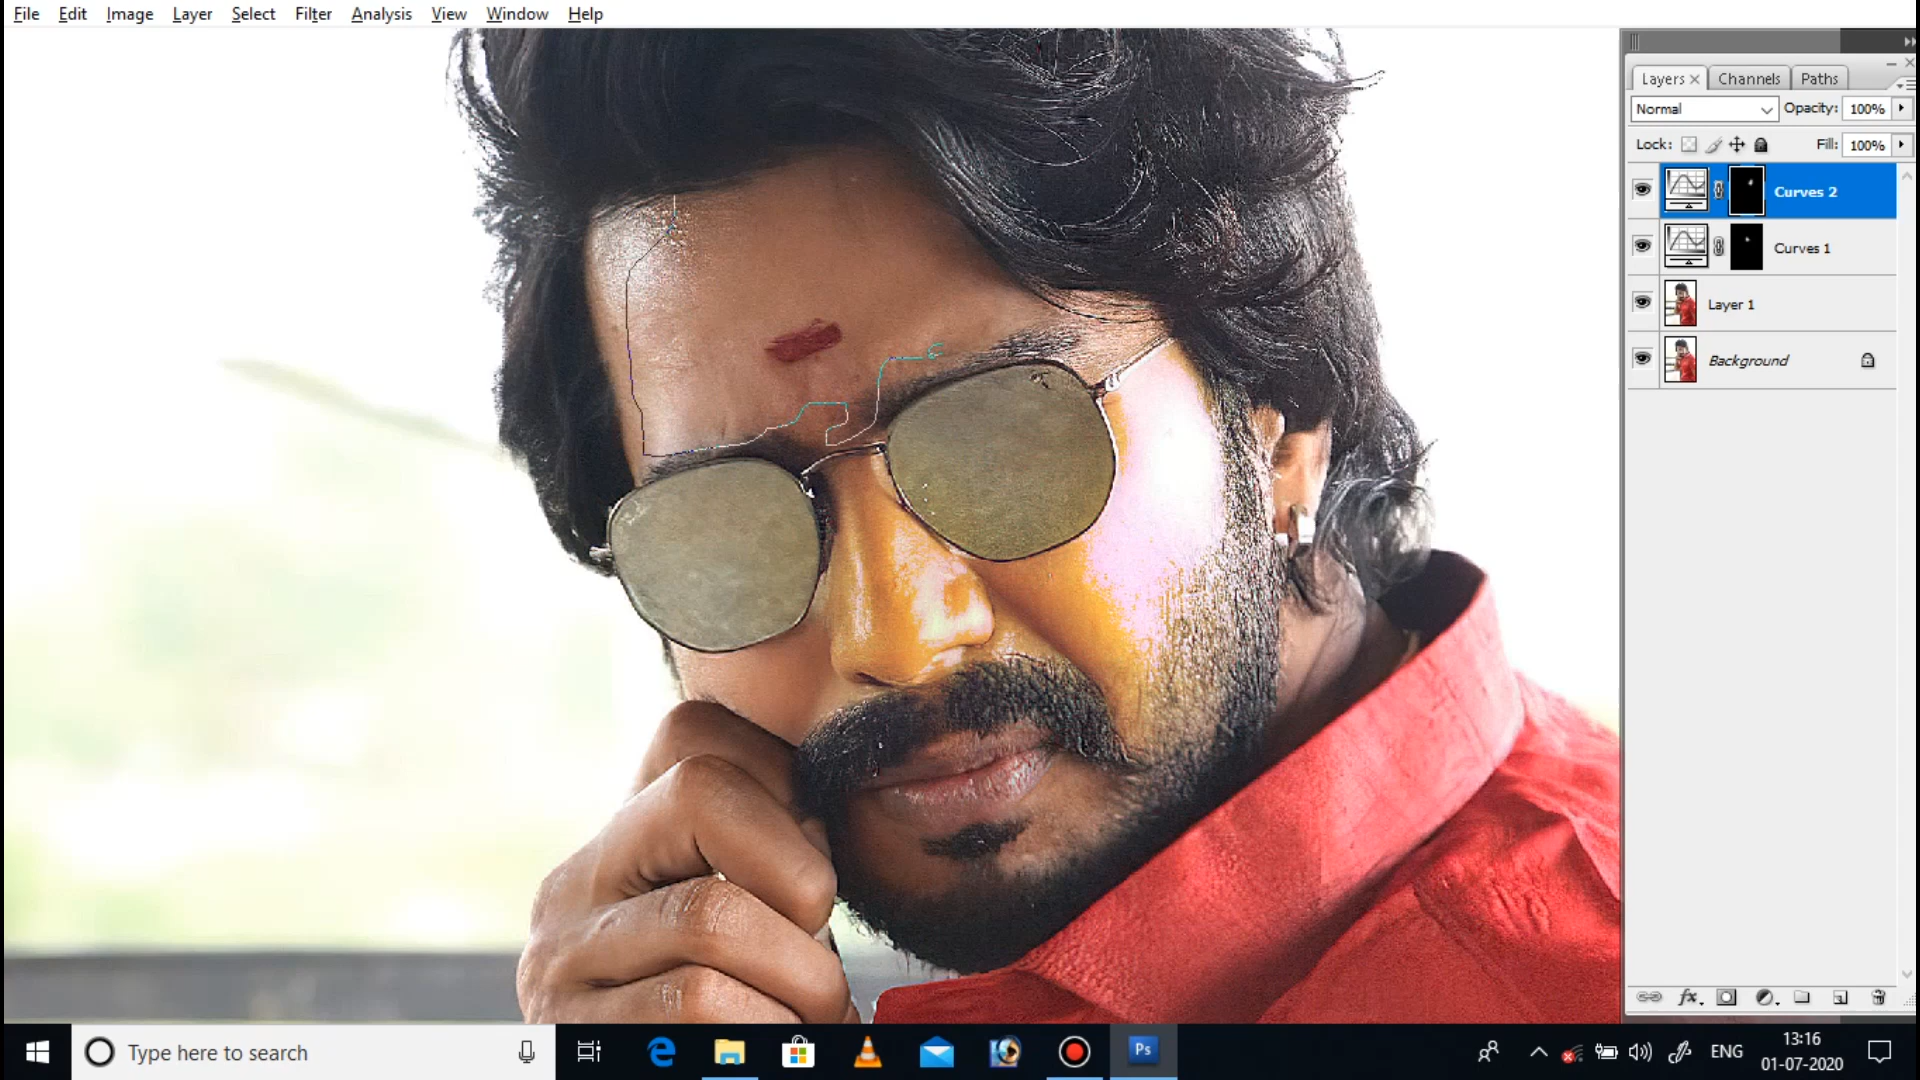 File Edit Image Layer Select Filter Analysis View Window Help
Layers Channels Paths
Normal Opacity: 100%
Lock: Fill: 100%
Curves 2
Curves 1
Layer 1
Background
Type here to search
Ps
ENG
13:16
01-07-2020